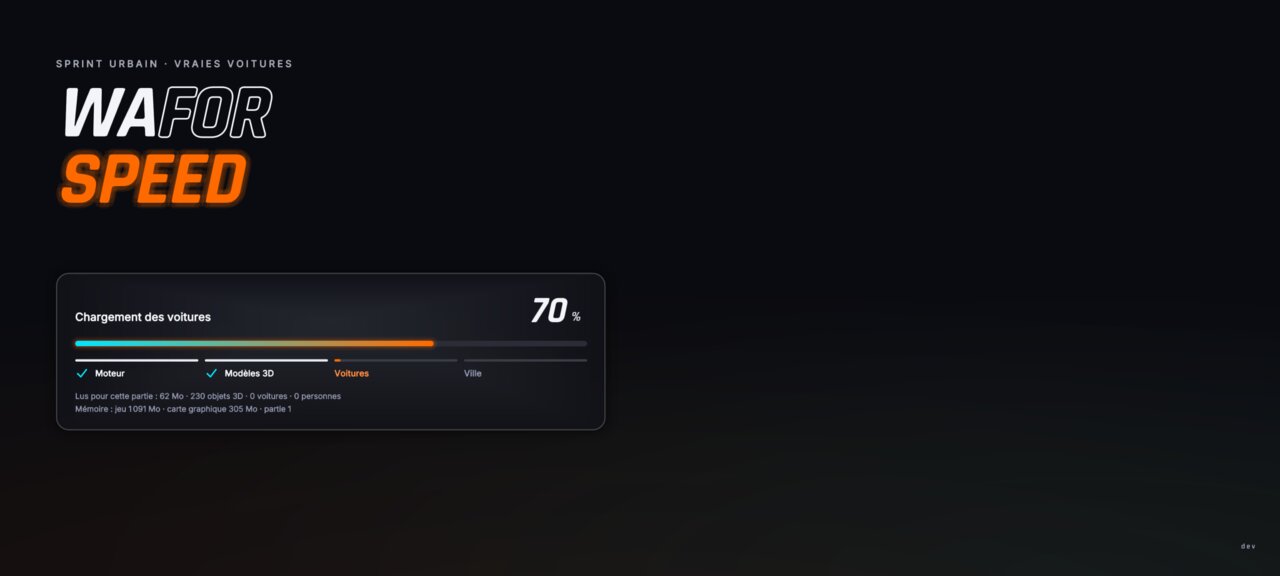 SPRINT URBAIN · VRAIES VOITURES
WAFOR
SPEED
Chargement des voitures
70 %
Moteur
Modèles 3D
Voitures
Ville
Lus pour cette partie : 62 Mo · 230 objets 3D · 0 voitures · 0 personnes
Mémoire : jeu 1 091 Mo · carte graphique 305 Mo · partie 1
dev